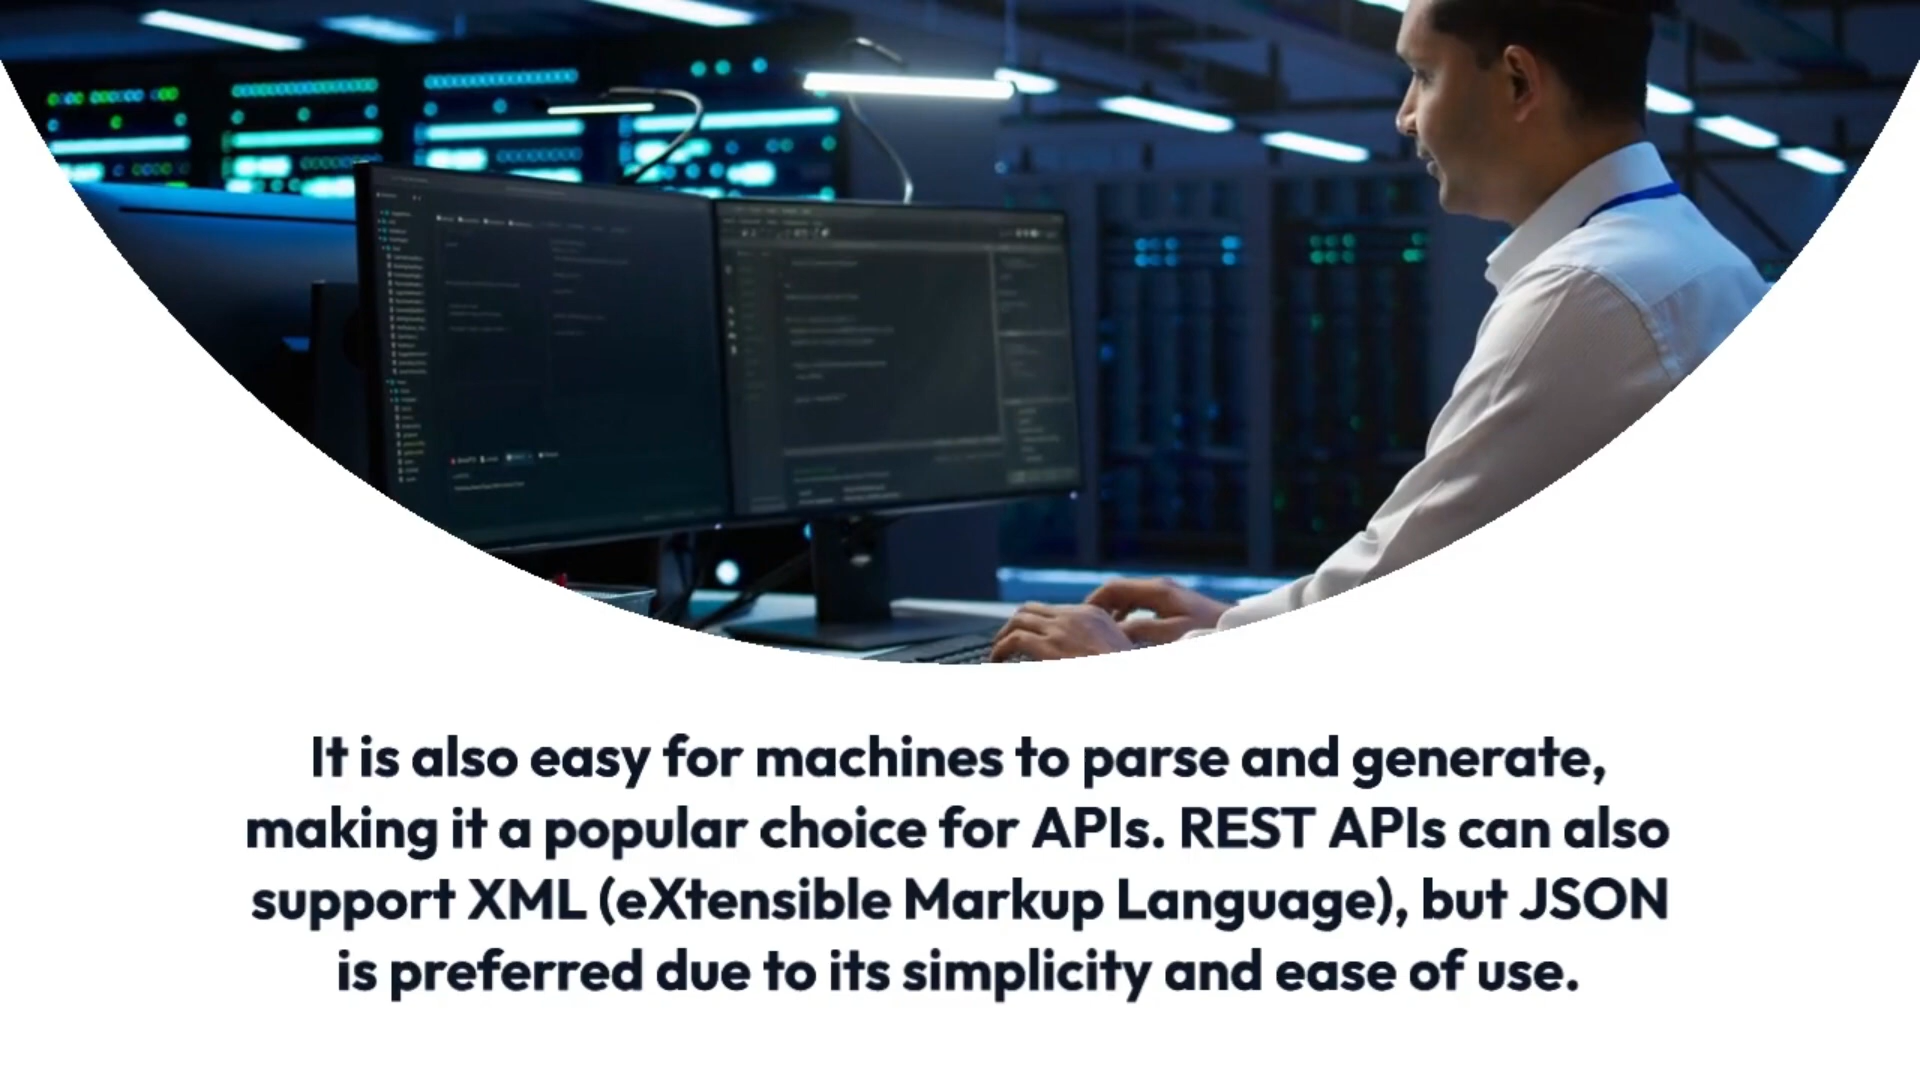 It is also easy for machines to parse and generate,
making it a popular choice for APIs. REST APIs can also
support XML (eXtensible Markup Language), but JSON
is preferred due to its simplicity and ease of use.